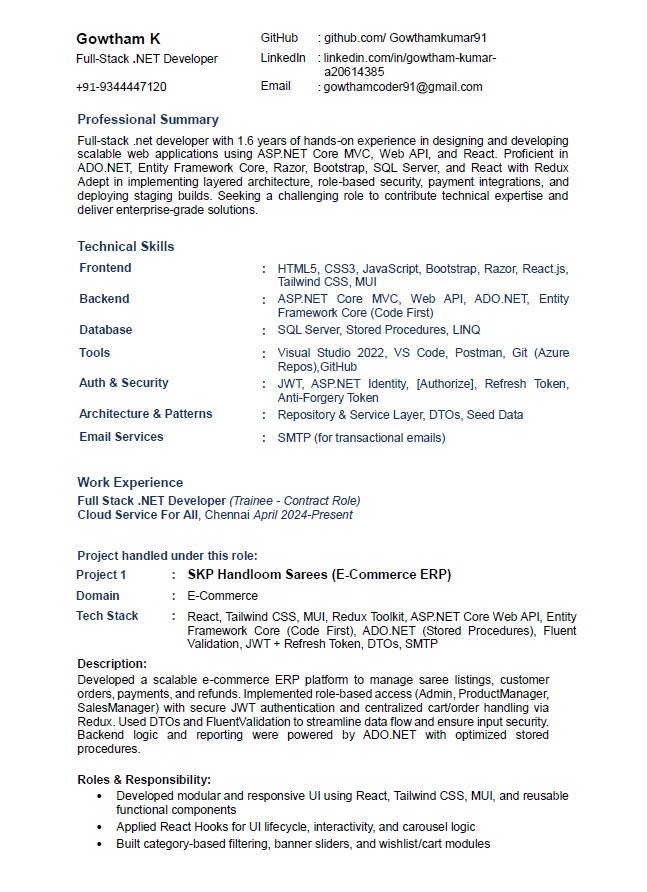 Gowtham K
GitHub : github.com/ Gowthamkumar91
Full-Stack .NET Developer
LinkedIn : linkedin.com/in/gowtham-kumar-
a20614385
+91-9344447120
Email : gowthamcoder91@gmail.com
Professional Summary
Full-stack .net developer with 1.6 years of hands-on experience in designing and developing
scalable web applications using ASP.NET Core MVC, Web API, and React. Proficient in
ADO.NET, Entity Framework Core, Razor, Bootstrap, SQL Server, and React with Redux
Adept in implementing layered architecture, role-based security, payment integrations, and
deploying staging builds. Seeking a challenging role to contribute technical expertise and
deliver enterprise-grade solutions.
Technical Skills
Frontend : HTML5, CSS3, JavaScript, Bootstrap, Razor, React.js,
Tailwind CSS, MUI
Backend : ASP.NET Core MVC, Web API, ADO.NET, Entity
Framework Core (Code First)
Database : SQL Server, Stored Procedures, LINQ
Tools : Visual Studio 2022, VS Code, Postman, Git (Azure
Repos),GitHub
Auth & Security : JWT, ASP.NET Identity, [Authorize], Refresh Token,
Anti-Forgery Token
Architecture & Patterns : Repository & Service Layer, DTOs, Seed Data
Email Services : SMTP (for transactional emails)
Work Experience
Full Stack .NET Developer (Trainee - Contract Role)
Cloud Service For All, Chennai April 2024-Present
Project handled under this role:
Project 1 : SKP Handloom Sarees (E-Commerce ERP)
Domain : E-Commerce
Tech Stack : React, Tailwind CSS, MUI, Redux Toolkit, ASP.NET Core Web API, Entity
Framework Core (Code First), ADO.NET (Stored Procedures), Fluent
Validation, JWT + Refresh Token, DTOs, SMTP
Description:
Developed a scalable e-commerce ERP platform to manage saree listings, customer
orders, payments, and refunds. Implemented role-based access (Admin, ProductManager,
SalesManager) with secure JWT authentication and centralized cart/order handling via
Redux. Used DTOs and FluentValidation to streamline data flow and ensure input security.
Backend logic and reporting were powered by ADO.NET with optimized stored
procedures.
Roles & Responsibility:
• Developed modular and responsive UI using React, Tailwind CSS, MUI, and reusable
functional components
• Applied React Hooks for UI lifecycle, interactivity, and carousel logic
• Built category-based filtering, banner sliders, and wishlist/cart modules